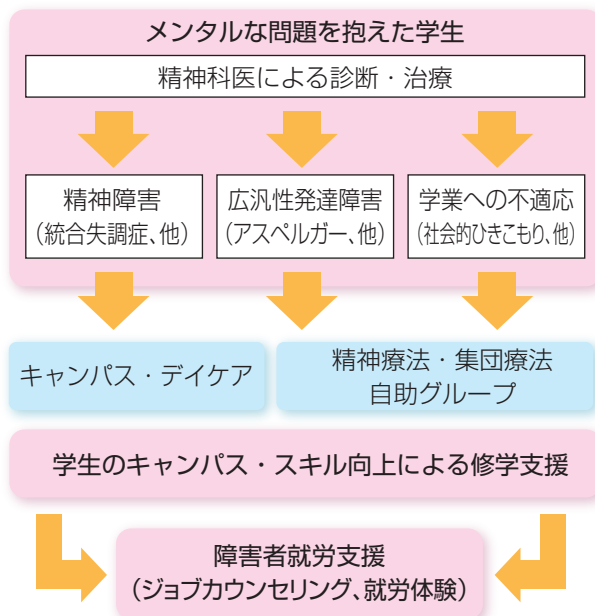 メンタルな問題を抱えた学生
精神科医による診断・治療
精神障害
(統合失調症、他)
広汎性発達障害
(アスペルガー、他)
学業への不適応
(社会的ひきこもり、他)
キャンパス・デイケア
精神療法・集団療法
自助グループ
学生のキャンパス・スキル向上による修学支援
障害者就労支援
(ジョブカウンセリング、就労体験)